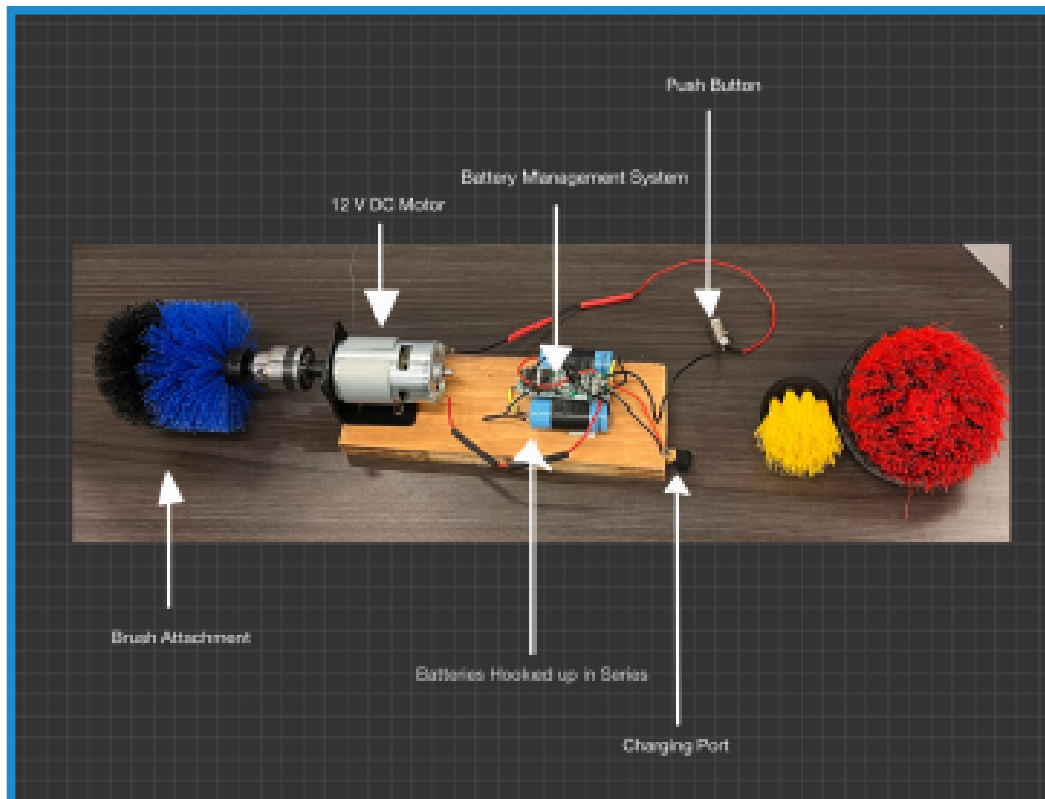 Push Button
Battery Management System
12 V DC Motor
Brush Attachment
Batteries Hooked up in Series
Charging Port